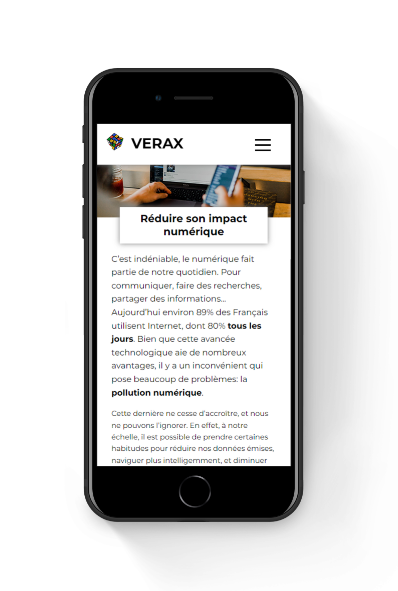 VERAX
Réduire son impact
numérique
C'est indéniable, le numérique fait
partie de notre quotidien. Pour
communiquer, faire des recherches,
partager des informations...
Aujourd'hui environ 89% des Français
utilisent Internet, dont 80% tous les
jours. Bien que cette avancée
technologique aie de nombreux
avantages, il y a un inconvénient qui
pose beaucoup de problèmes: la
pollution numérique.
Cette dernière ne cesse d'accroître, et nous
ne pouvons l'ignorer. En effet, à notre
échelle, il est possible de prendre certaines
habitudes pour réduire nos données émises,
naviguer plus intelligemment, et diminuer